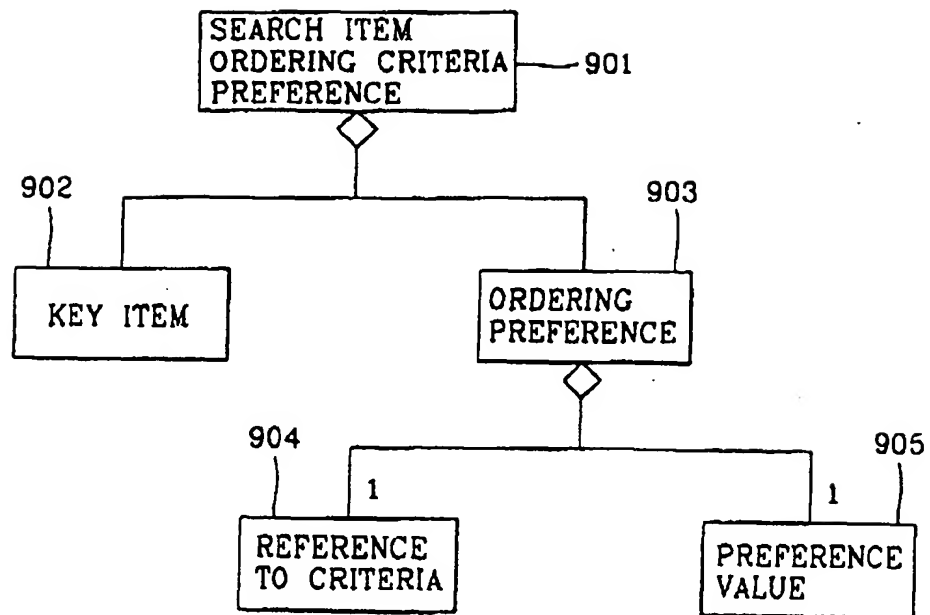 SEARCH ITEM
ORDERING CRITERIA
PREFERENCE
901
902
903
KEY ITEM
ORDERING
PREFERENCE
904
905
1
1
REFERENCE
TO CRITERIA
PREFERENCE
VALUE